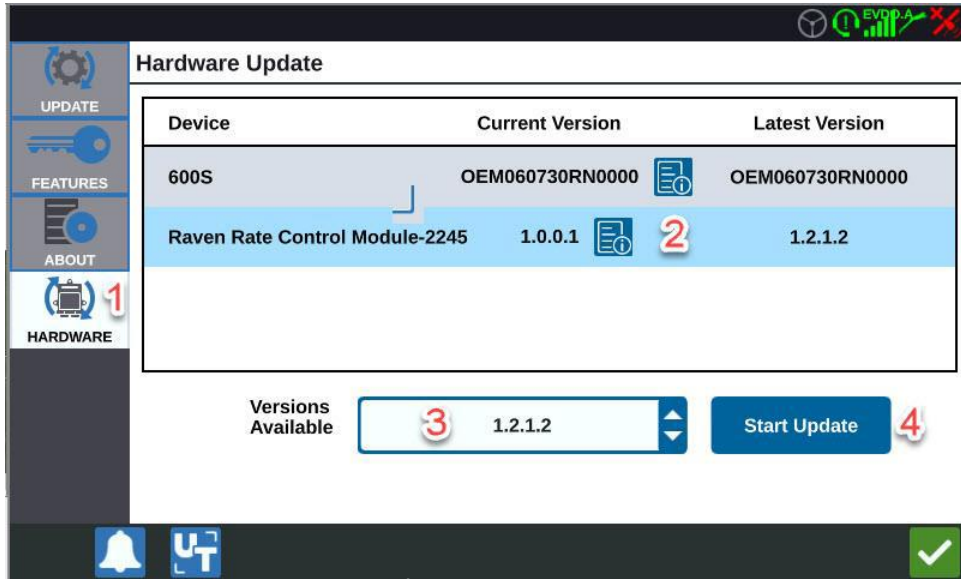 EVDO.A
Hardware Update
UPDATE
FEATURES
ABOUT
HARDWARE
1
Device Current Version Latest Version
600S OEM060730RN0000 OEM060730RN0000
Raven Rate Control Module-2245 1.0.0.1 2 1.2.1.2
Versions
Available
3 1.2.1.2
Start Update 4
UT